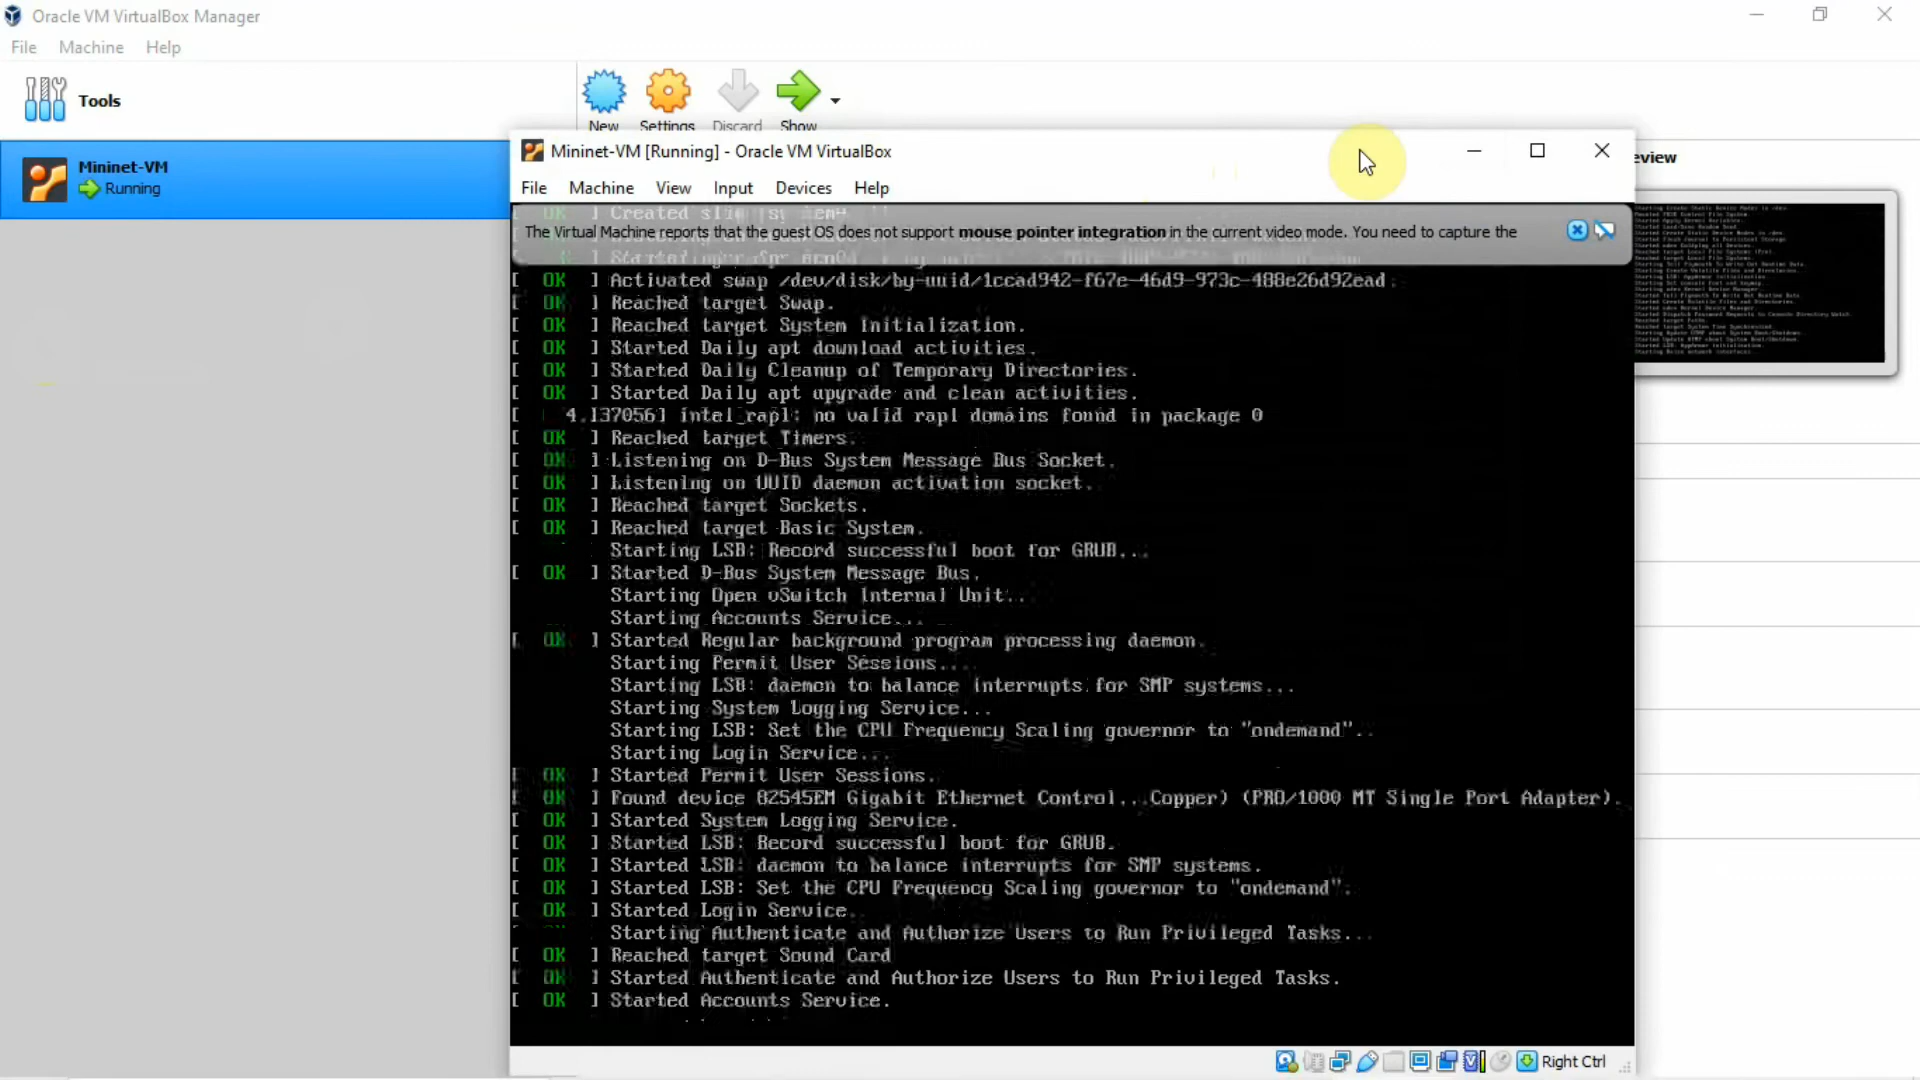 Oracle VM VirtualBox Manager
File Machine Help
Tools
New Settings Discard Show
Mininet-VM
Running
Mininet-VM [Running] - Oracle VM VirtualBox
File Machine View Input Devices Help
The Virtual Machine reports that the guest OS does not support mouse pointer integration in the current video mode. You need to capture the
eview
[ OK ] Activated swap /dev/disk/by-uuid/1ccad942-f67e-46d9-973c-488e26d92ead.
[ OK ] Reached target Swap.
[ OK ] Reached target System Initialization.
[ OK ] Started Daily apt download activities.
[ OK ] Started Daily Cleanup of Temporary Directories.
[ OK ] Started Daily apt upgrade and clean activities.
[ 4.137056] intel_rapl: no valid rapl domains found in package 0
[ OK ] Reached target Timers.
[ OK ] Listening on D-Bus System Message Bus Socket.
[ OK ] Listening on UUID daemon activation socket.
[ OK ] Reached target Sockets.
[ OK ] Reached target Basic System.
Starting LSB: Record successful boot for GRUB...
[ OK ] Started D-Bus System Message Bus.
Starting Open vSwitch Internal Unit...
Starting Accounts Service...
[ OK ] Started Regular background program processing daemon.
Starting Permit User Sessions...
Starting LSB: daemon to balance interrupts for SMP systems...
Starting System Logging Service...
Starting LSB: Set the CPU Frequency Scaling governor to "ondemand"...
Starting Login Service...
[ OK ] Started Permit User Sessions.
[ OK ] Found device 82545EM Gigabit Ethernet Control...Copper) (PRO/1000 MT Single Port Adapter).
[ OK ] Started System Logging Service.
[ OK ] Started LSB: Record successful boot for GRUB.
[ OK ] Started LSB: daemon to balance interrupts for SMP systems.
[ OK ] Started LSB: Set the CPU Frequency Scaling governor to "ondemand".
[ OK ] Started Login Service.
Starting Authenticate and Authorize Users to Run Privileged Tasks...
[ OK ] Reached target Sound Card
[ OK ] Started Authenticate and Authorize Users to Run Privileged Tasks.
[ OK ] Started Accounts Service.
Right Ctrl